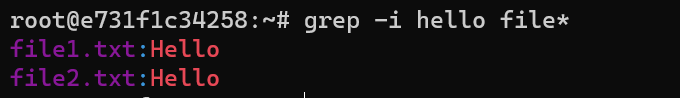 root@e731f1c34258:~# grep -i hello file*
file1.txt:Hello
file2.txt:Hello